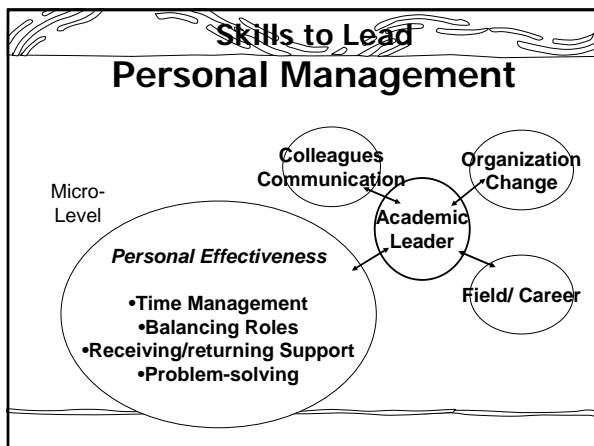 Skills to Lead
Personal Management
Colleagues
Communication
Organization
Change
Micro-
Level
Academic
Leader
Personal Effectiveness
•Time Management
•Balancing Roles
•Receiving/returning Support
•Problem-solving
Field/ Career